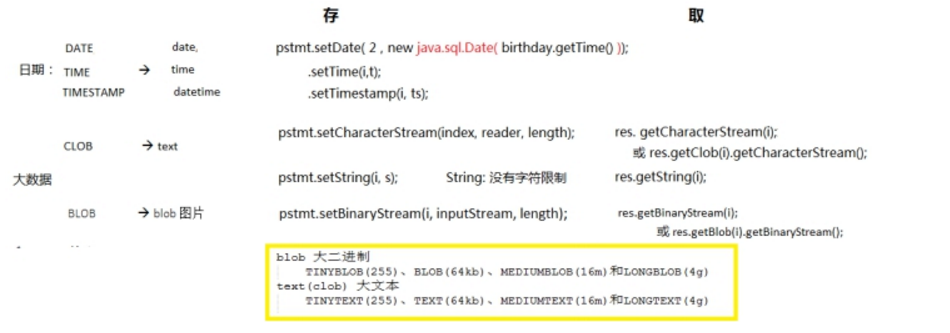 存 取
DATE date, pstmt.setDate( 2 , new java.sql.Date( birthday.getTime() ));
日期： TIME → time .setTime(i,t);
TIMESTAMP datetime .setTimestamp(i, ts);
pstmt.setCharacterStream(index, reader, length); res. getCharacterStream(i);
CLOB → text 或 res.getClob(i).getCharacterStream();
大数据 pstmt.setString(i, s); String: 没有字符限制 res.getString(i);
BLOB → blob 图片 pstmt.setBinaryStream(i, inputStream, length); res.getBinaryStream(i);
或 res.getBlob(i).getBinaryStream();
blob 大二进制
TINYBLOB(255)、BLOB(64kb)、MEDIUMBLOB(16m)和LONGBLOB(4g)
text(clob) 大文本
TINYTEXT(255)、TEXT(64kb)、MEDIUMTEXT(16m)和LONGTEXT(4g)